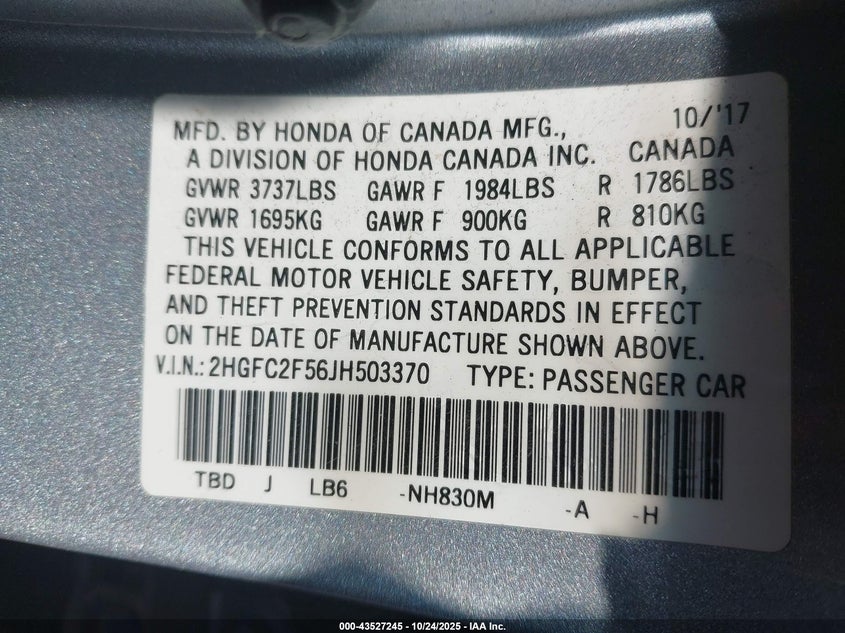 MFD. BY HONDA OF CANADA MFG., 10/'17
A DIVISION OF HONDA CANADA INC. CANADA
GVWR 3737LBS GAWR F 1984LBS R 1786LBS
GVWR 1695KG GAWR F 900KG R 810KG
THIS VEHICLE CONFORMS TO ALL APPLICABLE
FEDERAL MOTOR VEHICLE SAFETY, BUMPER,
AND THEFT PREVENTION STANDARDS IN EFFECT
ON THE DATE OF MANUFACTURE SHOWN ABOVE.
V.I.N.: 2HGFC2F56JH503370 TYPE: PASSENGER CAR
TBD J LB6 -NH830M -A -H
000-43527245 - 10/24/2025 - IAA Inc.